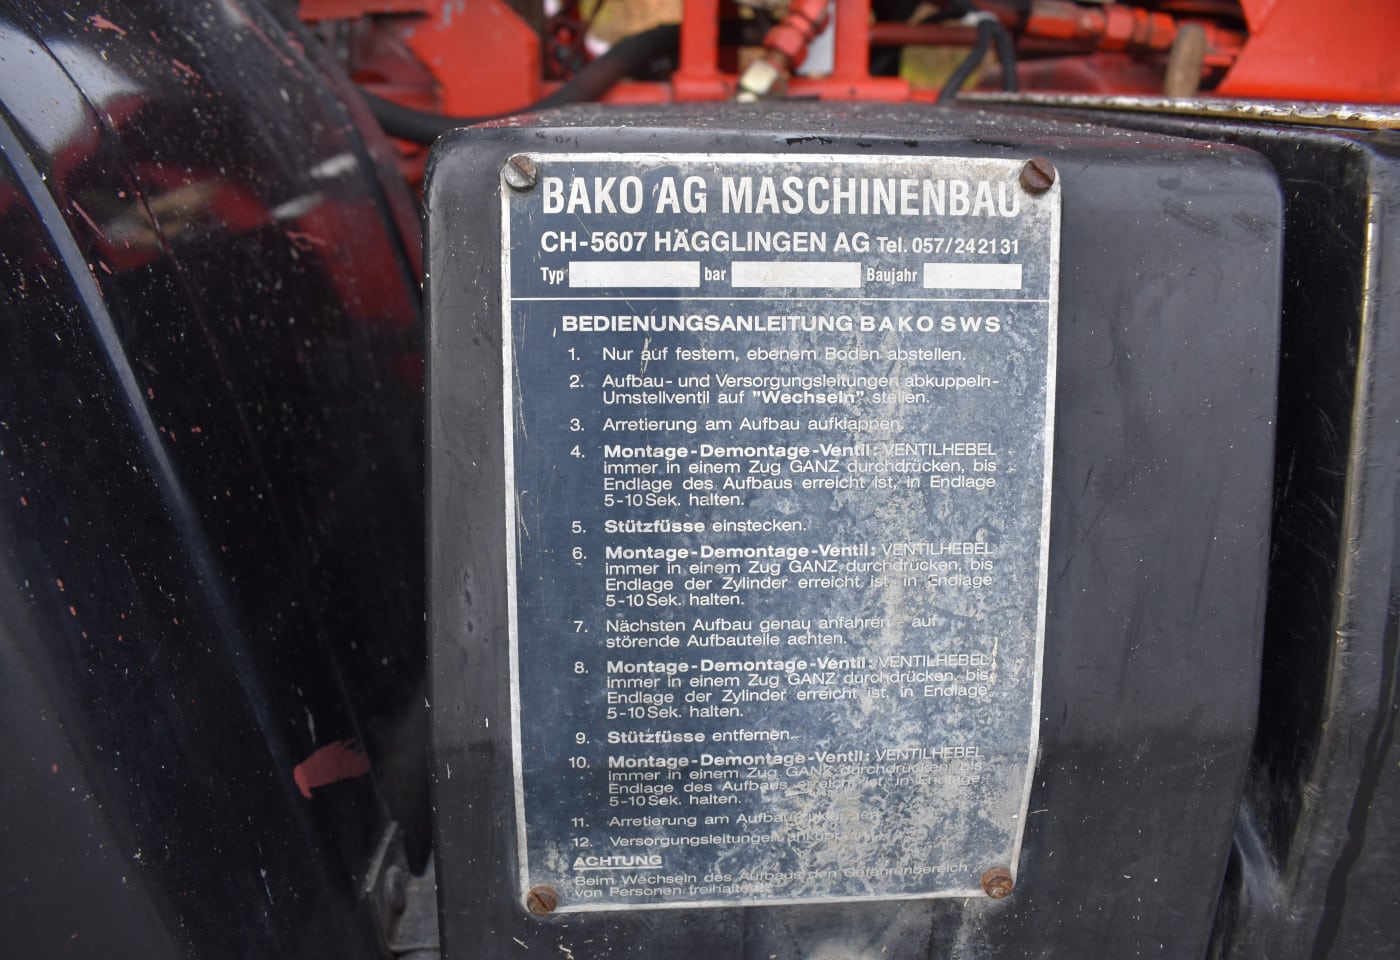 BAKO AG MASCHINENBAU
CH-5607 HÄGGLINGEN AG Tel. 057/242131
Typ bar Baujahr
BEDIENUNGSANLEITUNG BAKO SWS
1. Nur auf festem, ebenem Boden abstellen.
2. Aufbau- und Versorgungsleitungen abkuppeln-
Umstellventil auf "Wechseln" stellen.
3. Arretierung am Aufbau aufklappen.
4. Montage-Demontage-Ventil: VENTILHEBEL
immer in einem Zug GANZ durchdrücken, bis
Endlage des Aufbaus erreicht ist, in Endlage
5-10 Sek. halten.
5. Stützfüsse einstecken.
6. Montage-Demontage-Ventil: VENTILHEBEL
immer in einem Zug GANZ durchdrücken, bis
Endlage der Zylinder erreicht ist, in Endlage
5-10 Sek. halten.
7. Nächsten Aufbau genau anfahren - auf
störende Aufbauteile achten.
8. Montage-Demontage-Ventil: VENTILHEBEL
immer in einem Zug GANZ durchdrücken, bis
Endlage der Zylinder erreicht ist, in Endlage
5-10 Sek. halten.
9. Stützfüsse entfernen.
10. Montage-Demontage-Ventil: VENTILHEBEL
immer in einem Zug GANZ durchdrücken, bis
Endlage des Aufbaus erreicht ist, in Endlage
5-10 Sek. halten.
11. Arretierung am Aufbau
12. Versorgungsleitungen ankuppeln.
ACHTUNG
Beim Wechseln des Aufbaus den Gefahrenbereich
von Personen freihalten.